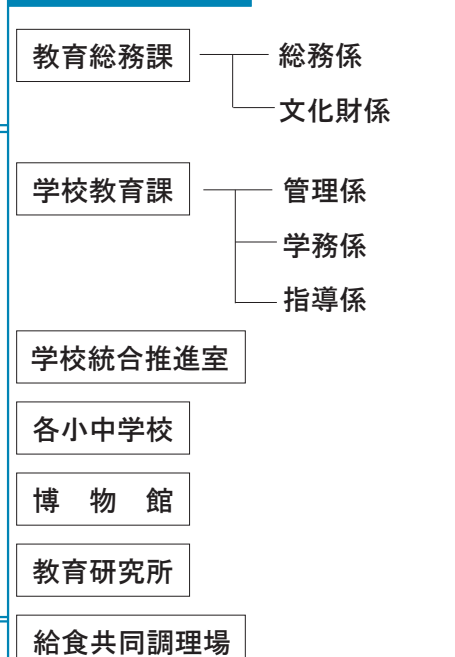 教育総務課 総務係
文化財係
学校教育課 管理係
学務係
指導係
学校統合推進室
各小中学校
博　物　館
教育研究所
給食共同調理場